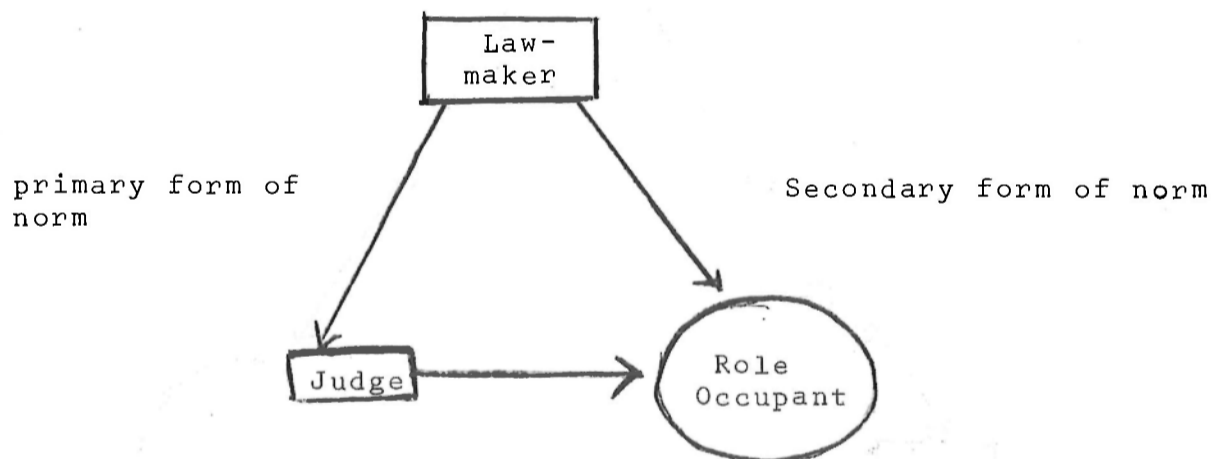 Law-
maker
primary form of
norm
Secondary form of norm
Judge
Role
Occupant